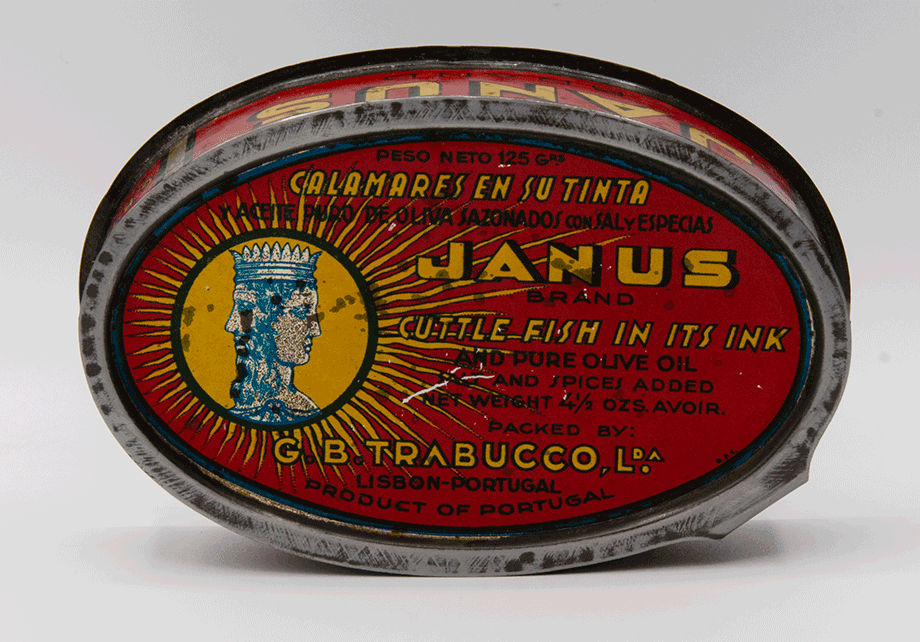 JANUS
PESO NETO 125 GRS
CALAMARES EN SU TINTA
Y ACEITE PURO DE OLIVA SAZONADOS CON SAL Y ESPECIAS
JANUS
BRAND
CUTTLE FISH IN ITS INK
AND PURE OLIVE OIL
SALT AND SPICES ADDED
NET WEIGHT 4½ OZS. AVOIR.
PACKED BY:
G. B. TRABUCCO, LDA.
LISBON-PORTUGAL
PRODUCT OF PORTUGAL